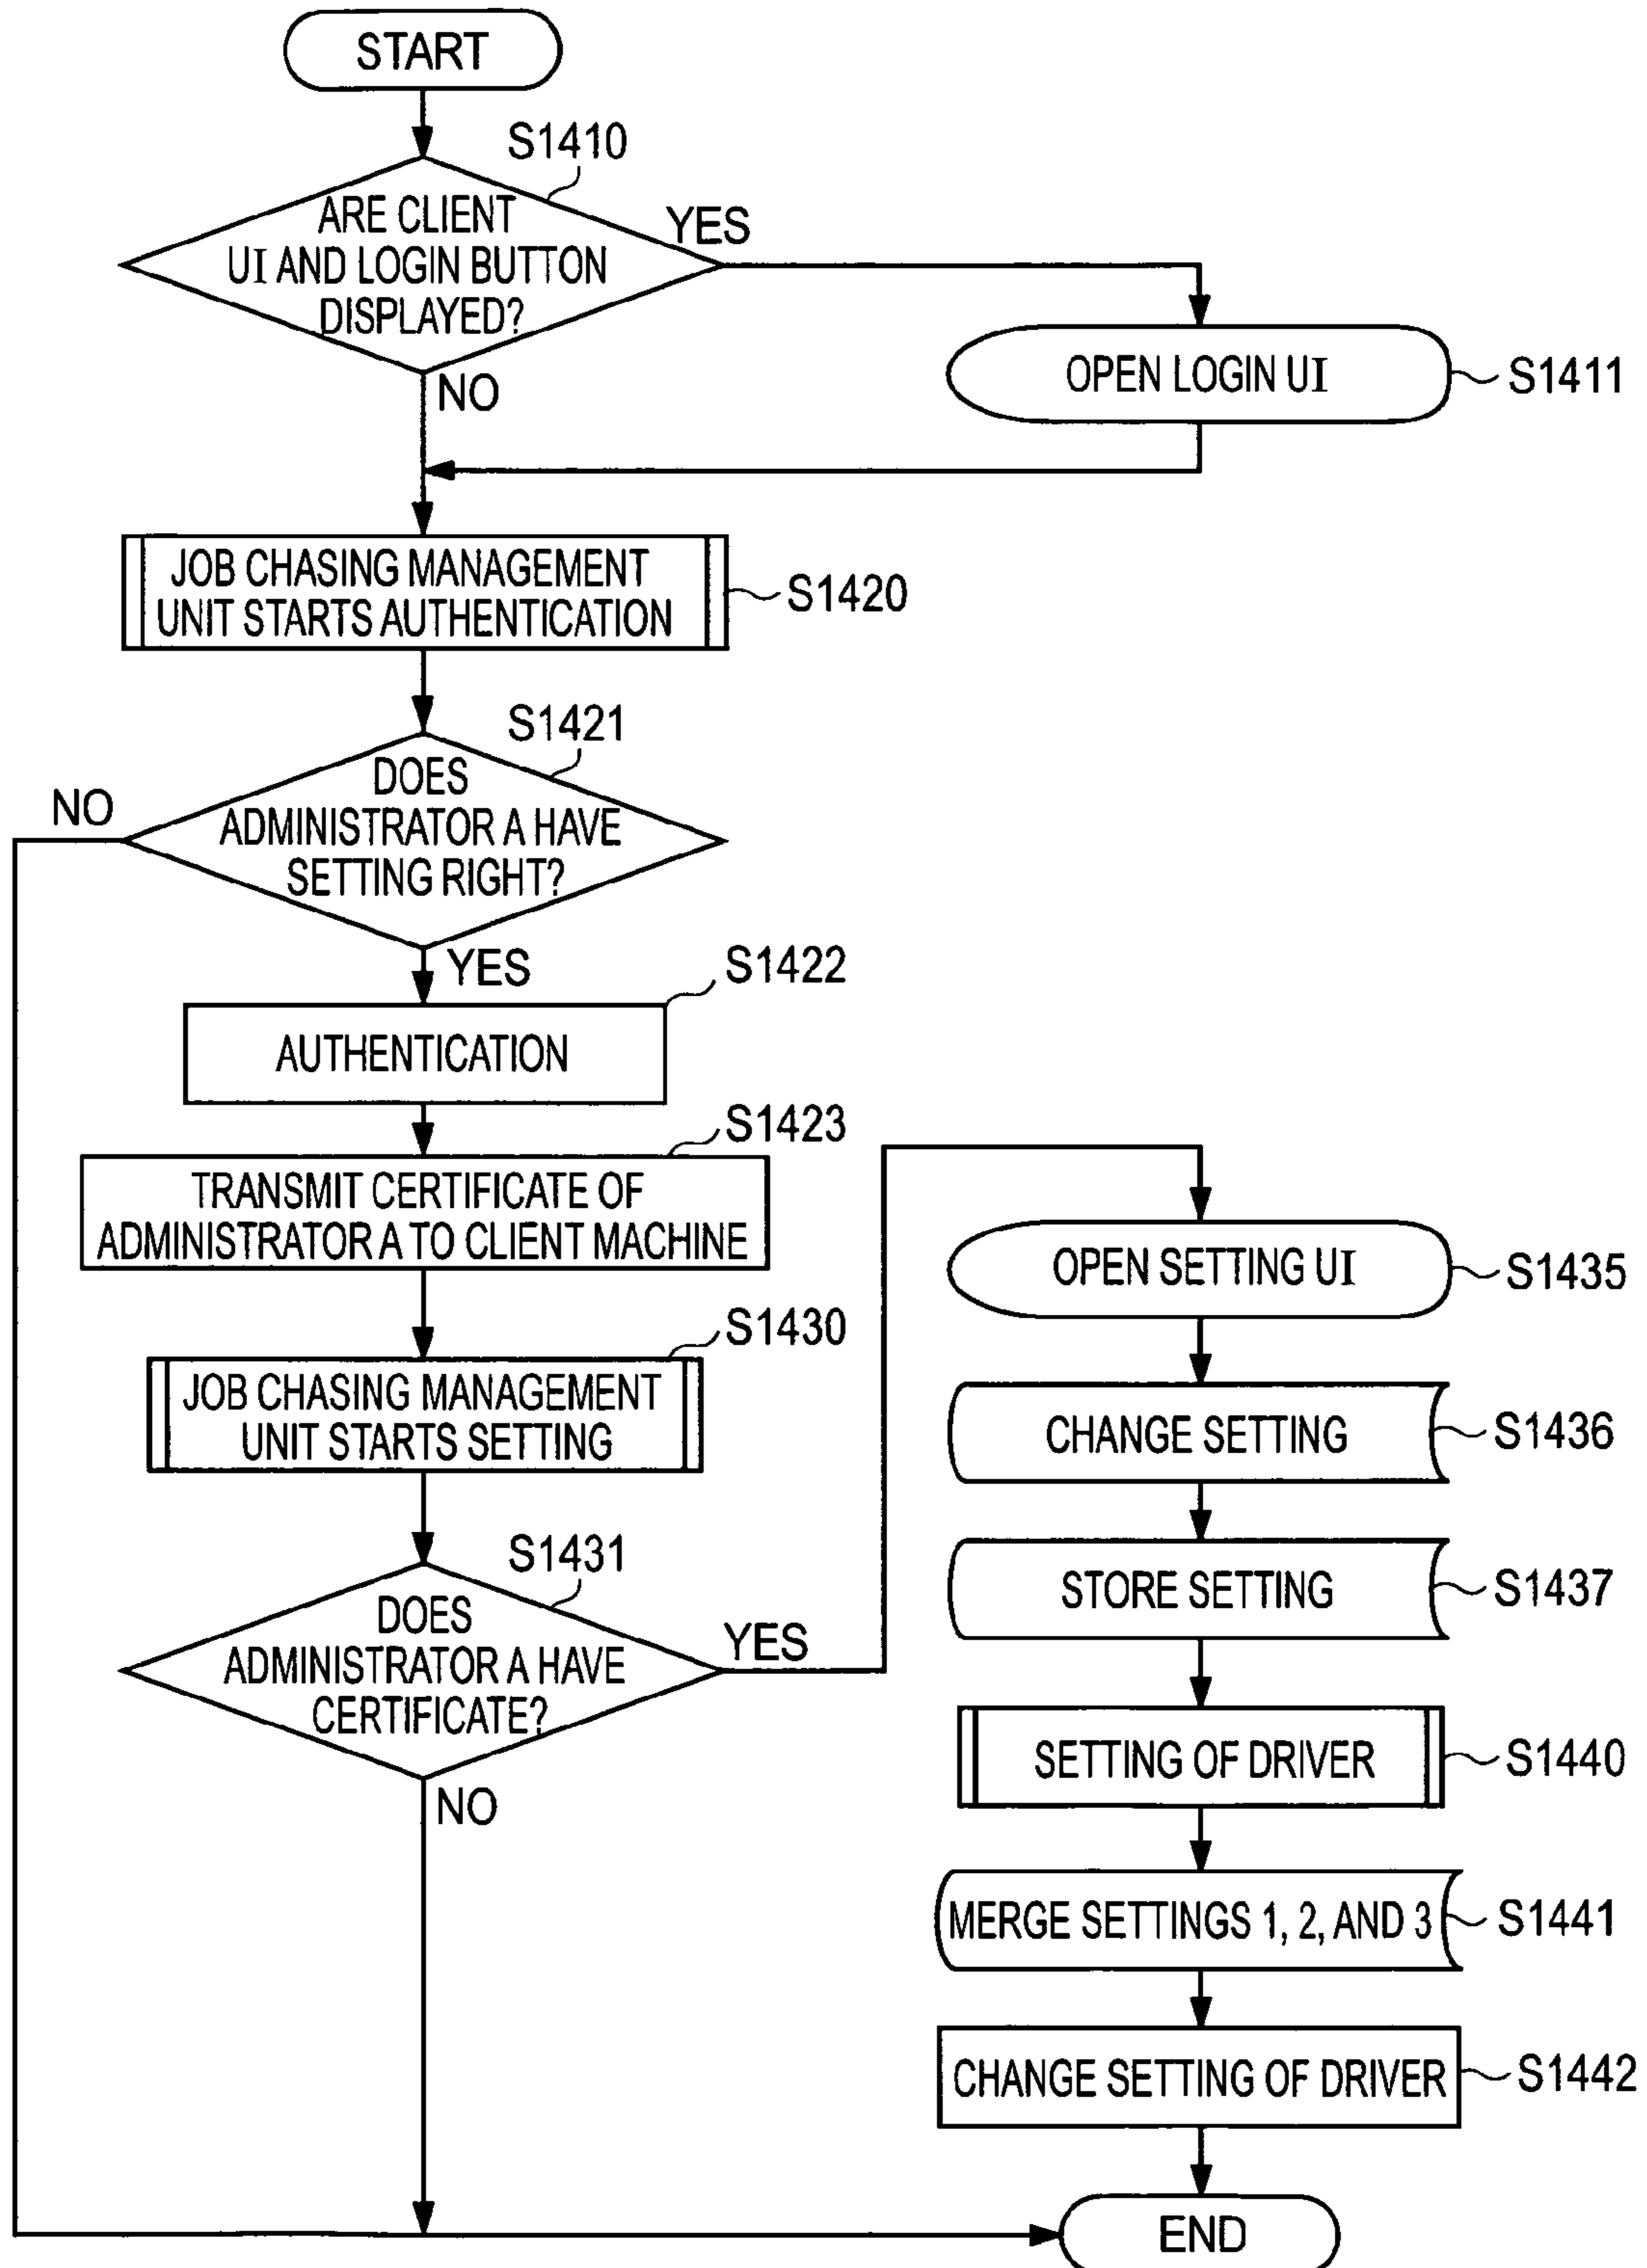 START
S1410
ARE CLIENT
UI AND LOGIN BUTTON
DISPLAYED?
YES
NO
OPEN LOGIN UI
S1411
JOB CHASING MANAGEMENT
UNIT STARTS AUTHENTICATION
S1420
S1421
DOES
ADMINISTRATOR A HAVE
SETTING RIGHT?
NO
YES
S1422
AUTHENTICATION
S1423
TRANSMIT CERTIFICATE OF
ADMINISTRATOR A TO CLIENT MACHINE
S1430
JOB CHASING MANAGEMENT
UNIT STARTS SETTING
S1431
DOES
ADMINISTRATOR A HAVE
CERTIFICATE?
YES
NO
OPEN SETTING UI
S1435
CHANGE SETTING
S1436
STORE SETTING
S1437
SETTING OF DRIVER
S1440
MERGE SETTINGS 1, 2, AND 3
S1441
CHANGE SETTING OF DRIVER
S1442
END